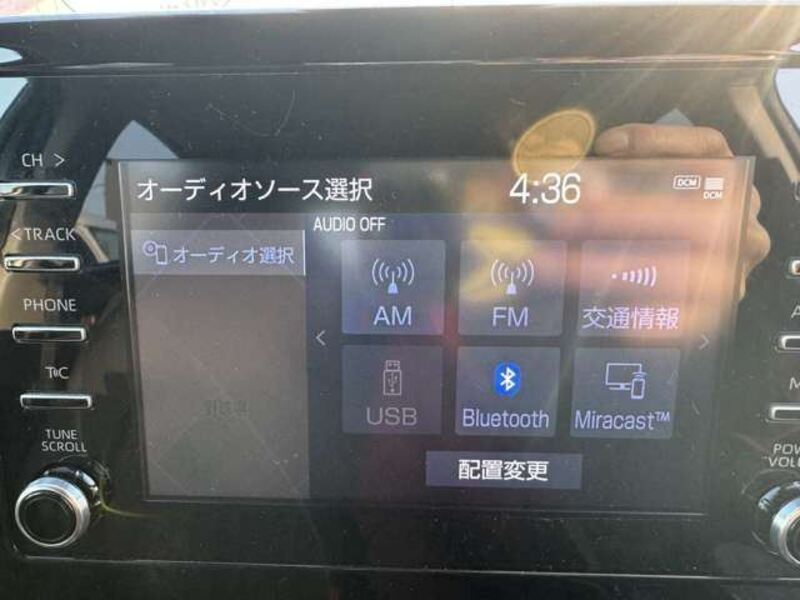 CH >
オーディオソース選択
4:36
DCM
DCM
AUDIO OFF
< TRACK
オーディオ選択
AM
FM
交通情報
PHONE
T
C
USB
Bluetooth
Miracast™
TUNE
SCROLL
配置変更